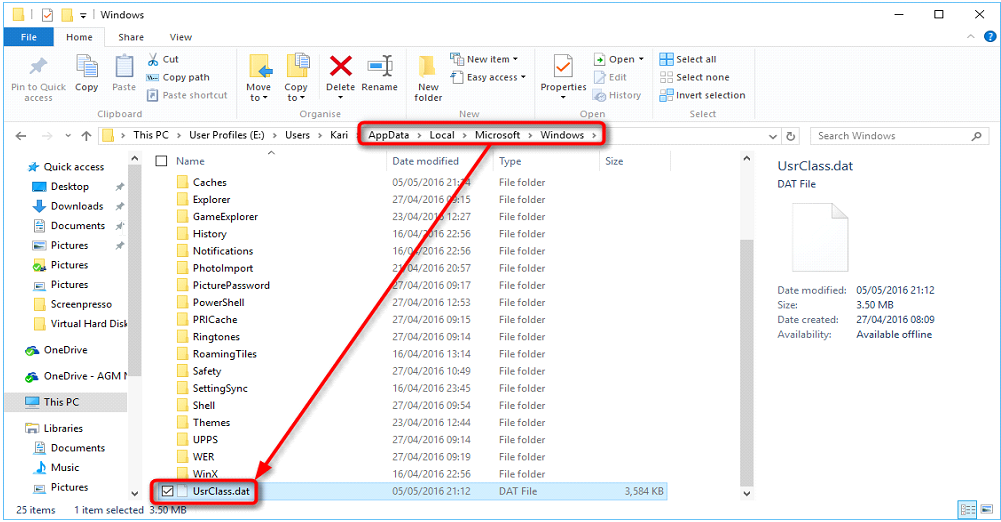 Windows
File Home Share View
Pin to Quick access
Copy
Paste
Cut
Copy path
Paste shortcut
Clipboard
Move to
Copy to
Delete
Rename
Organise
New folder
New item
Easy access
New
Properties
Open
Edit
History
Open
Select all
Select none
Invert selection
Select
This PC User Profiles (E:) Users Kari AppData Local Microsoft Windows
Search Windows
Quick access
Desktop
Downloads
Documents
Pictures
Pictures
Pictures
Screenpresso
Virtual Hard Disk
OneDrive
OneDrive - AGM
This PC
Libraries
Documents
Music
Pictures
Name Date modified Type Size
Caches 05/05/2016 21:14 File folder
Explorer 27/04/2016 09:15 File folder
GameExplorer 23/04/2016 12:27 File folder
History 16/04/2016 22:56 File folder
Notifications 16/04/2016 22:56 File folder
PhotoImport 21/04/2016 20:57 File folder
PicturePassword 27/04/2016 09:17 File folder
PowerShell 27/04/2016 12:53 File folder
PRICache 27/04/2016 09:15 File folder
Ringtones 27/04/2016 09:14 File folder
RoamingTiles 16/04/2016 13:14 File folder
Safety 27/04/2016 10:49 File folder
SettingSync 16/04/2016 23:45 File folder
Shell 27/04/2016 09:54 File folder
Themes 23/04/2016 12:44 File folder
UPPS 27/04/2016 09:14 File folder
WER 27/04/2016 09:19 File folder
WinX 16/04/2016 22:56 File folder
UsrClass.dat 05/05/2016 21:12 DAT File 3,584 KB
UsrClass.dat
DAT File
Date modified: 05/05/2016 21:12
Size: 3.50 MB
Date created: 27/04/2016 08:09
Availability: Available offline
25 items 1 item selected 3.50 MB